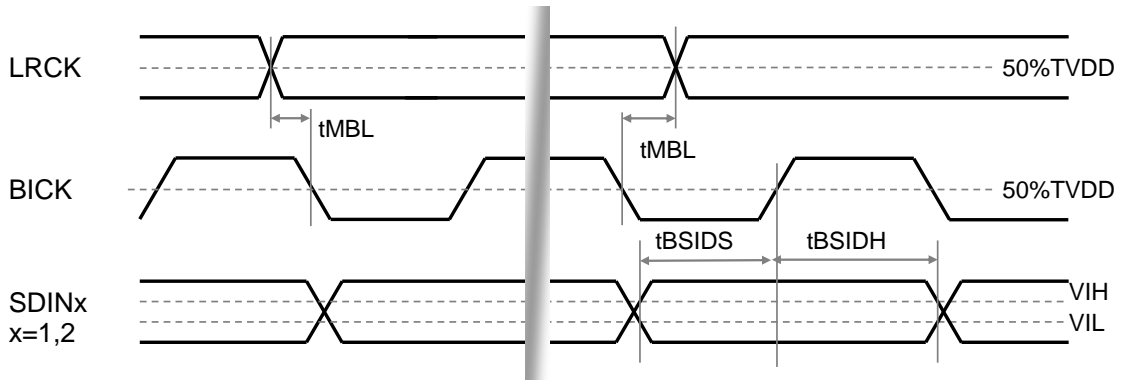 LRCK
50%TVDD
tMBL
tMBL
BICK
50%TVDD
tBSIDS
tBSIDH
SDINx
x=1,2
VIH
VIL